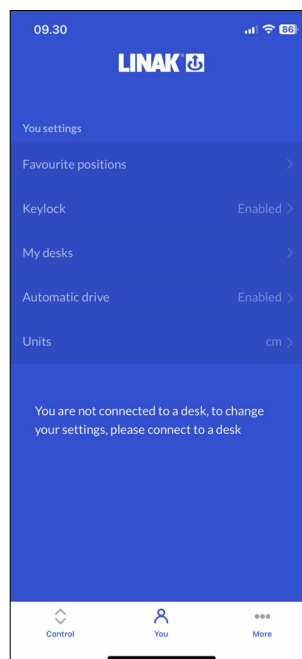 09.30
86
LINAK
You settings
Favourite positions
Keylock Enabled
My desks
Automatic drive Enabled
Units cm
You are not connected to a desk, to change
your settings, please connect to a desk
Control You More